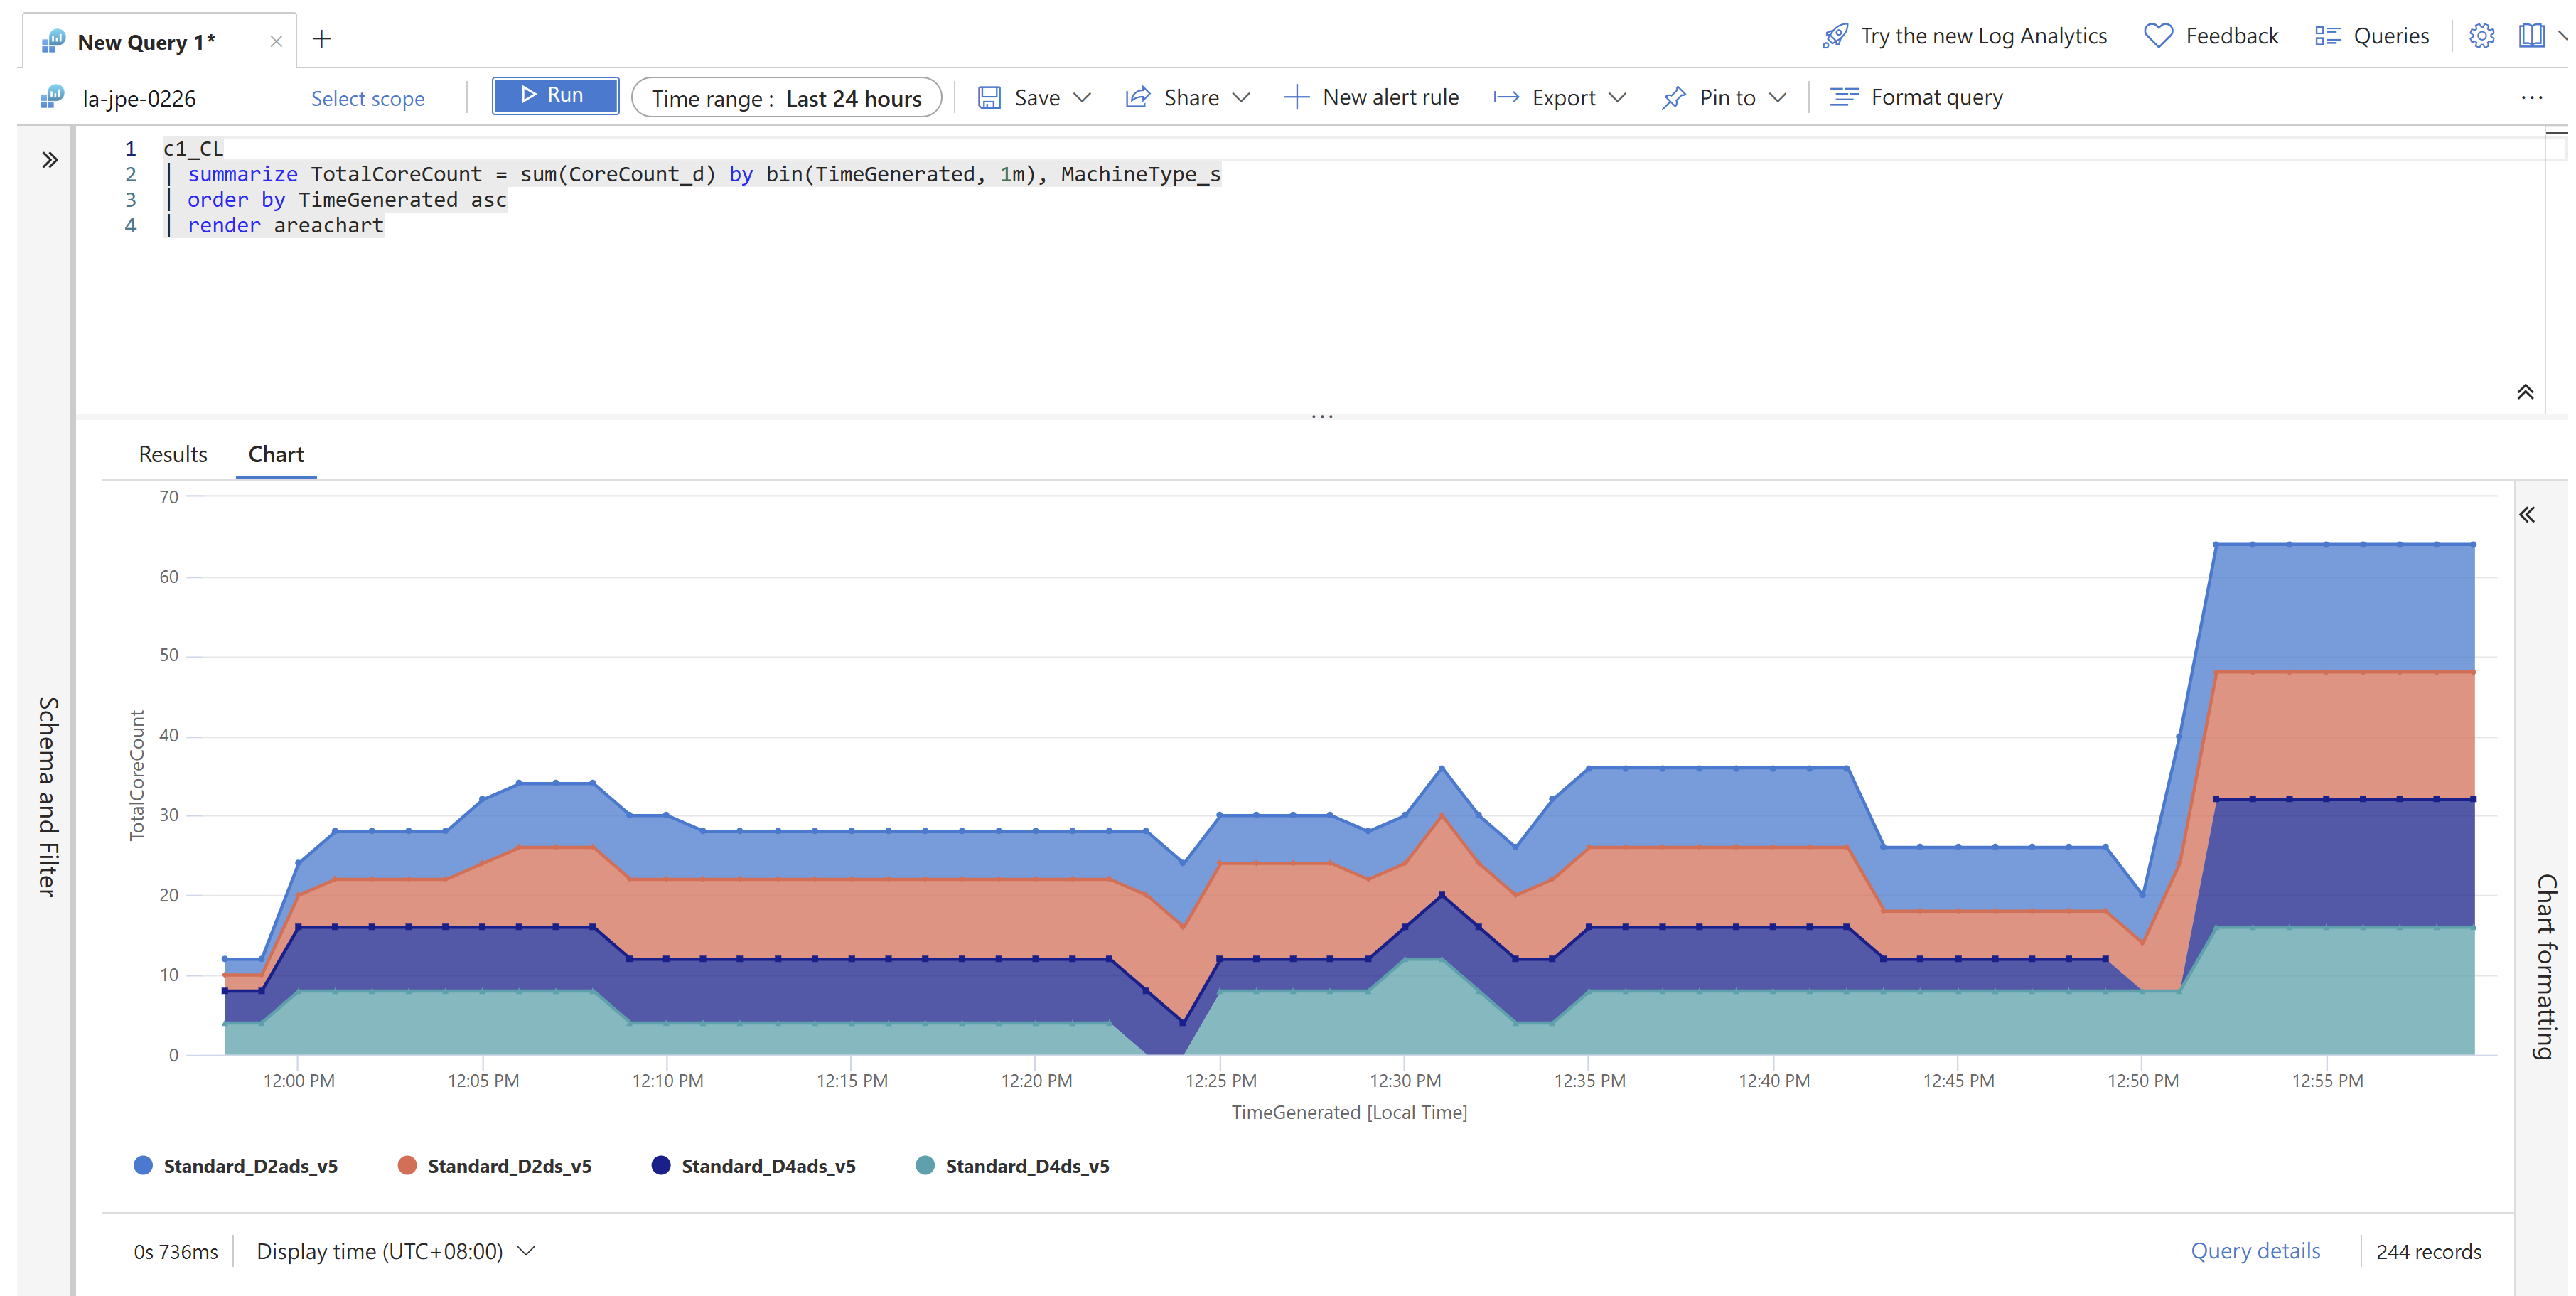 New Query 1*
Try the new Log Analytics
Feedback
Queries
la-jpe-0226
Select scope
Run
Time range : Last 24 hours
Save
Share
New alert rule
Export
Pin to
Format query
...
1 c1_CL
2 | summarize TotalCoreCount = sum(CoreCount_d) by bin(TimeGenerated, 1m), MachineType_s
3 | order by TimeGenerated asc
4 | render areachart
...
Schema and Filter
Results
Chart
70
60
50
40
30
20
10
0
TotalCoreCount
12:00 PM 12:05 PM 12:10 PM 12:15 PM 12:20 PM 12:25 PM 12:30 PM 12:35 PM 12:40 PM 12:45 PM 12:50 PM 12:55 PM
TimeGenerated [Local Time]
Standard_D2ads_v5 Standard_D2ds_v5 Standard_D4ads_v5 Standard_D4ds_v5
Chart formatting
0s 736ms
Display time (UTC+08:00)
Query details
244 records